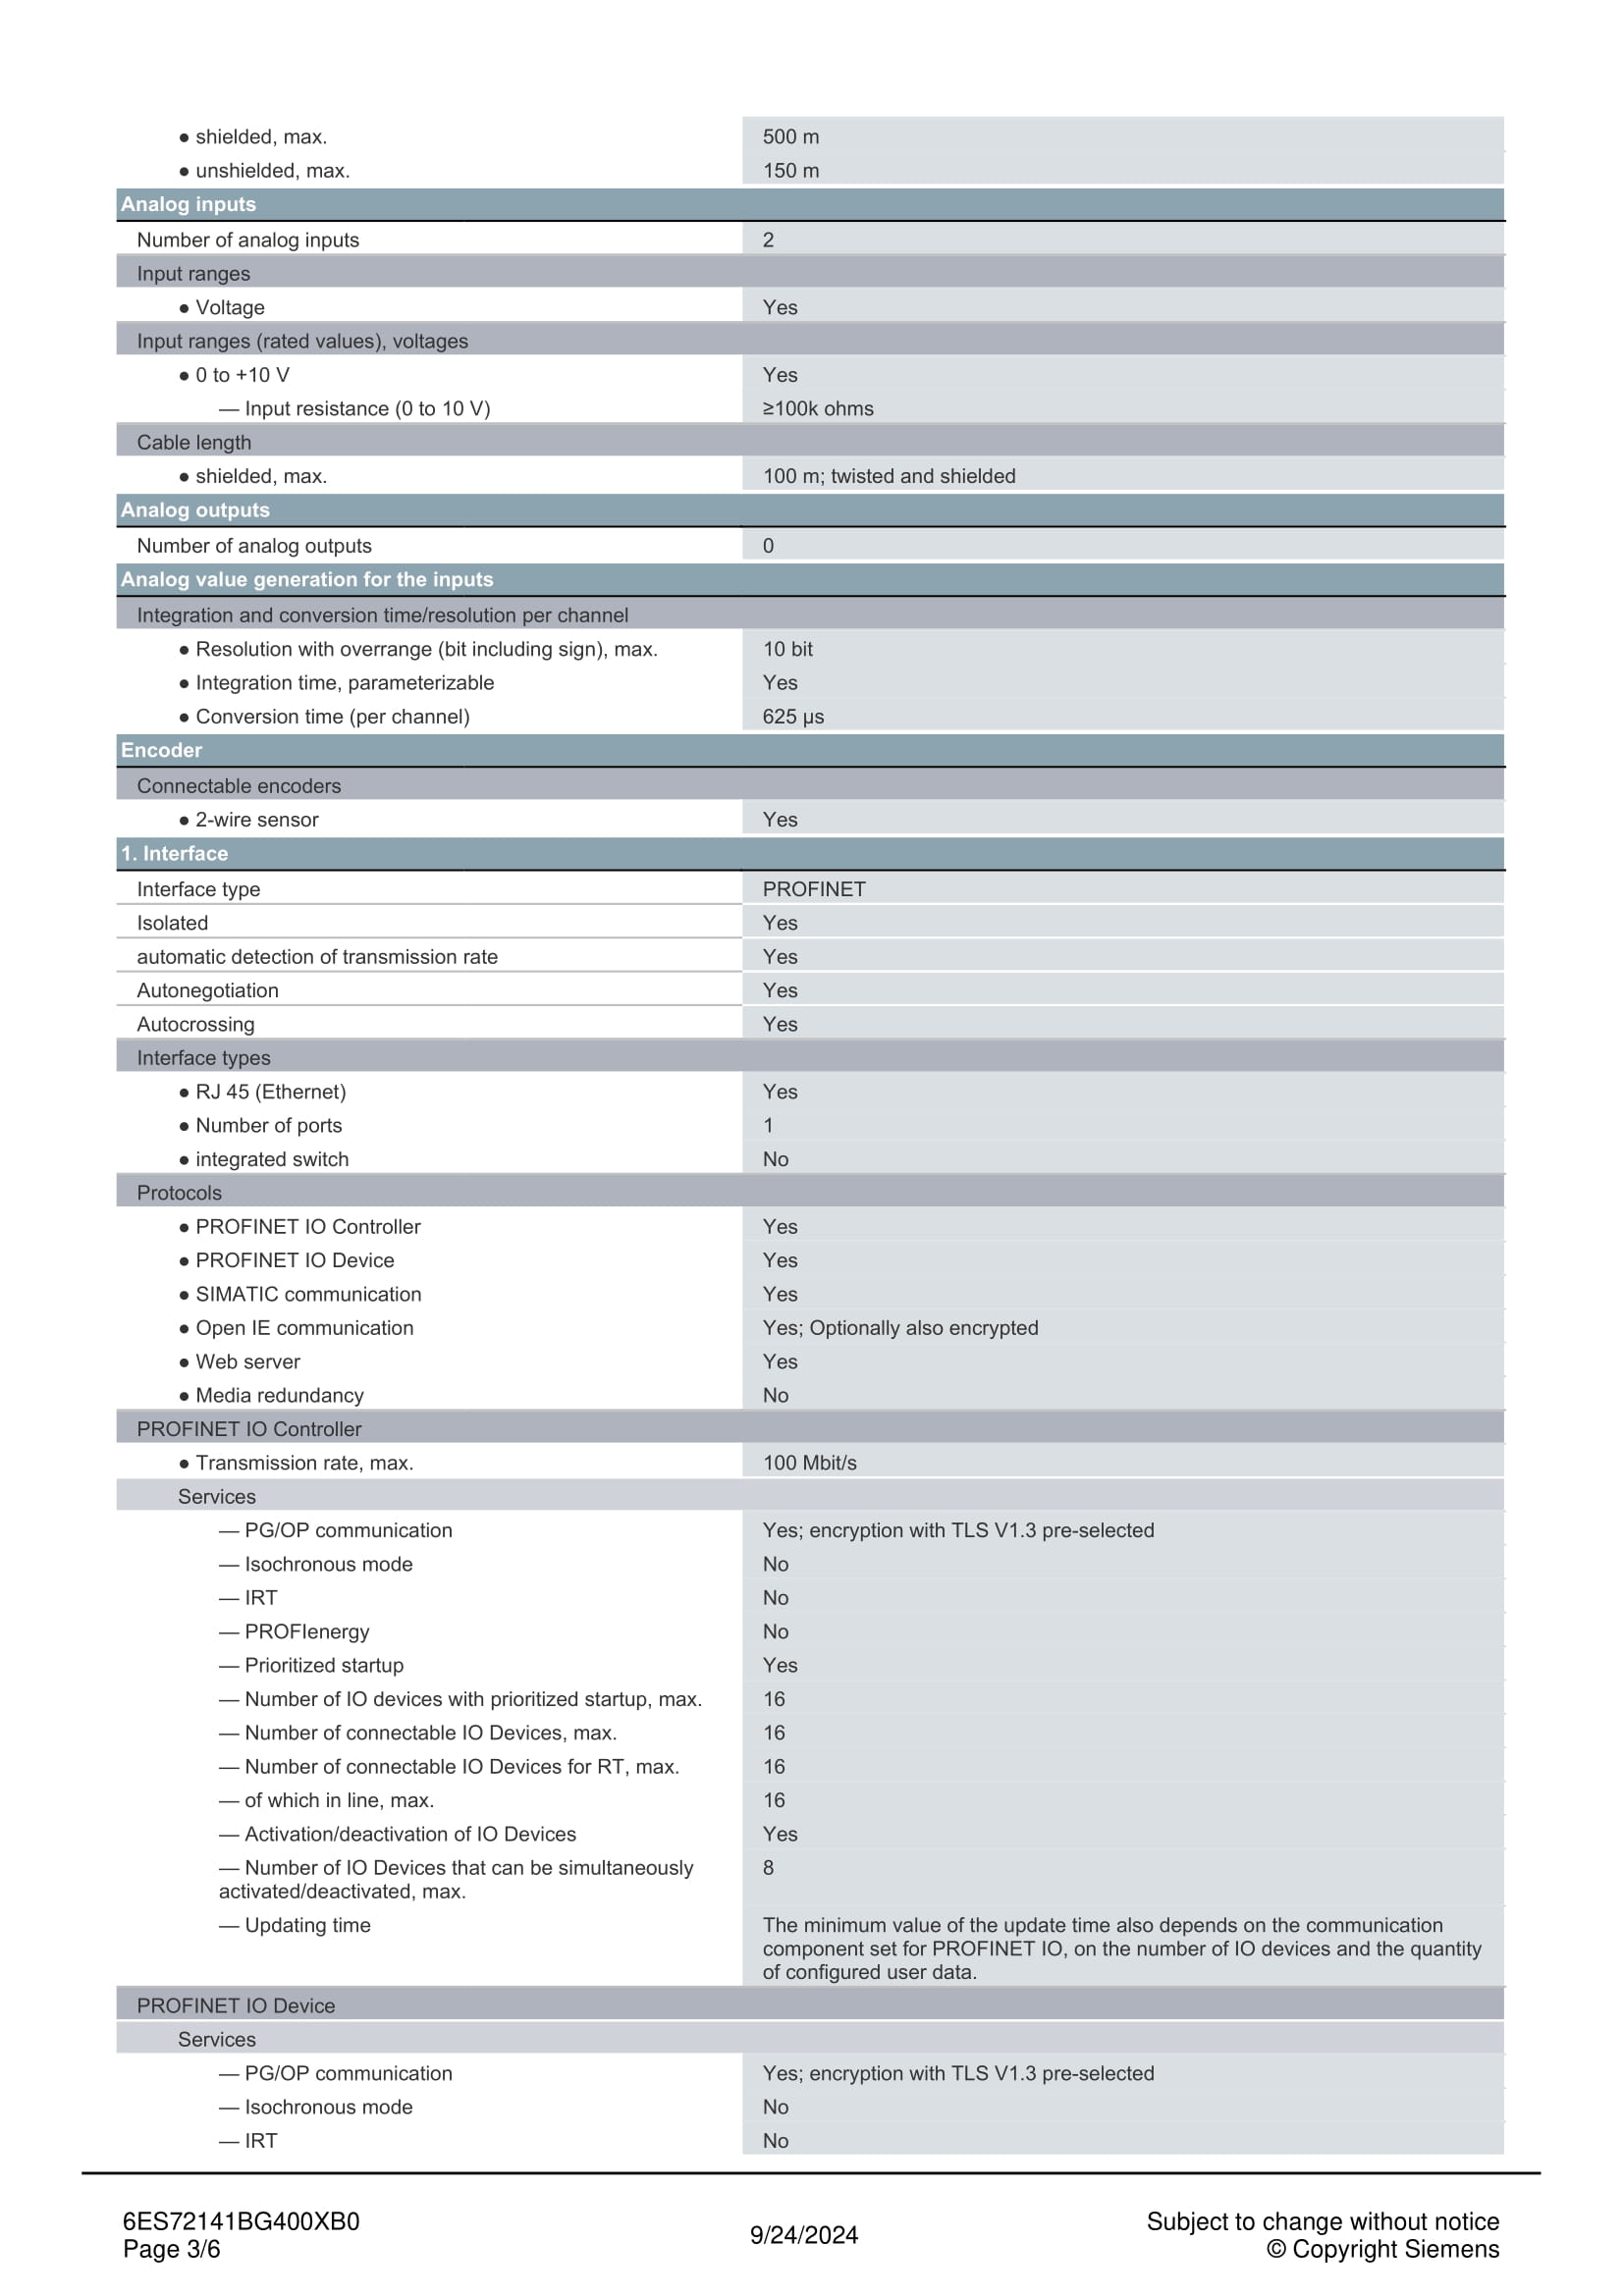 ● shielded, max. 500 m
● unshielded, max. 150 m
Analog inputs
Number of analog inputs 2
Input ranges
● Voltage Yes
Input ranges (rated values), voltages
● 0 to +10 V Yes
— Input resistance (0 to 10 V) ≥100k ohms
Cable length
● shielded, max. 100 m; twisted and shielded
Analog outputs
Number of analog outputs 0
Analog value generation for the inputs
Integration and conversion time/resolution per channel
● Resolution with overrange (bit including sign), max. 10 bit
● Integration time, parameterizable Yes
● Conversion time (per channel) 625 µs
Encoder
Connectable encoders
● 2-wire sensor Yes
1. Interface
Interface type PROFINET
Isolated Yes
automatic detection of transmission rate Yes
Autonegotiation Yes
Autocrossing Yes
Interface types
● RJ 45 (Ethernet) Yes
● Number of ports 1
● integrated switch No
Protocols
● PROFINET IO Controller Yes
● PROFINET IO Device Yes
● SIMATIC communication Yes
● Open IE communication Yes; Optionally also encrypted
● Web server Yes
● Media redundancy No
PROFINET IO Controller
● Transmission rate, max. 100 Mbit/s
Services
— PG/OP communication Yes; encryption with TLS V1.3 pre-selected
— Isochronous mode No
— IRT No
— PROFIenergy No
— Prioritized startup Yes
— Number of IO devices with prioritized startup, max. 16
— Number of connectable IO Devices, max. 16
— Number of connectable IO Devices for RT, max. 16
— of which in line, max. 16
— Activation/deactivation of IO Devices Yes
— Number of IO Devices that can be simultaneously 8
activated/deactivated, max.
— Updating time The minimum value of the update time also depends on the communication
component set for PROFINET IO, on the number of IO devices and the quantity
of configured user data.
PROFINET IO Device
Services
— PG/OP communication Yes; encryption with TLS V1.3 pre-selected
— Isochronous mode No
— IRT No
6ES72141BG400XB0
Page 3/6
9/24/2024
Subject to change without notice
© Copyright Siemens